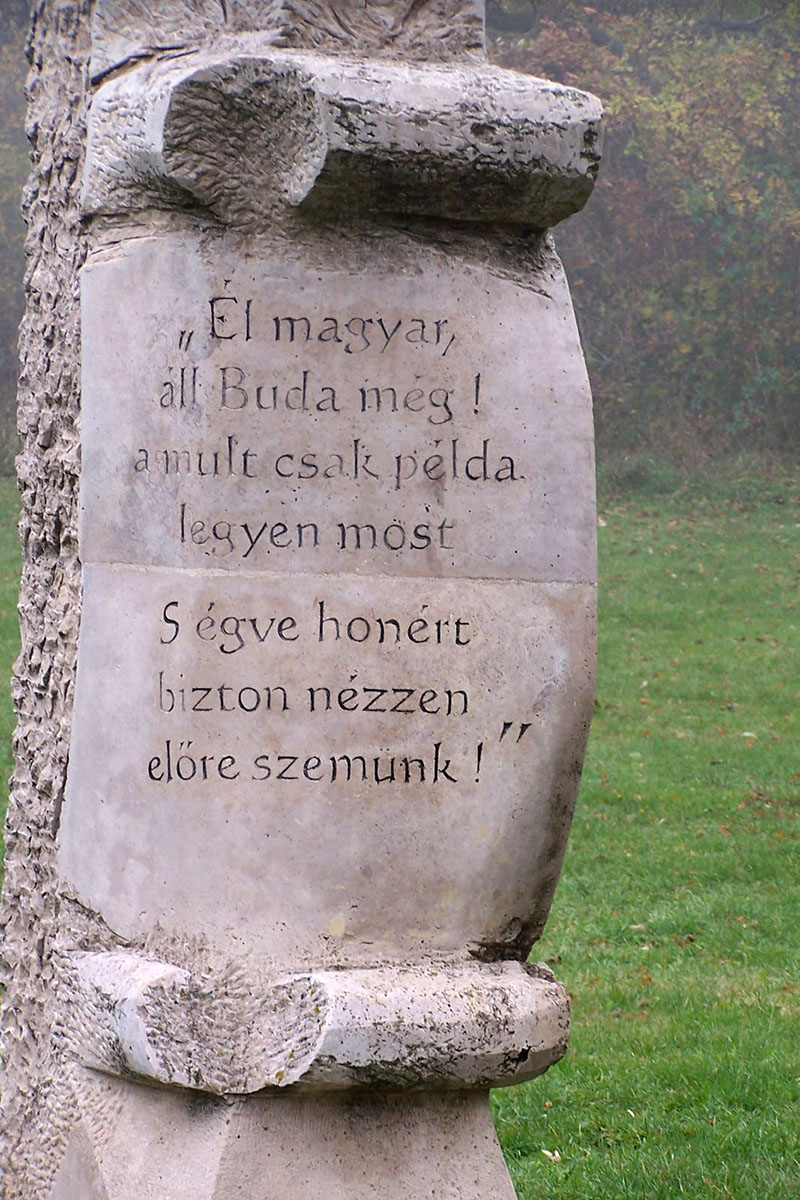 „Él magyar,
áll Buda még!
a mult csak példa
legyen most
S égve honért
bizton nézzen
előre szemünk!”